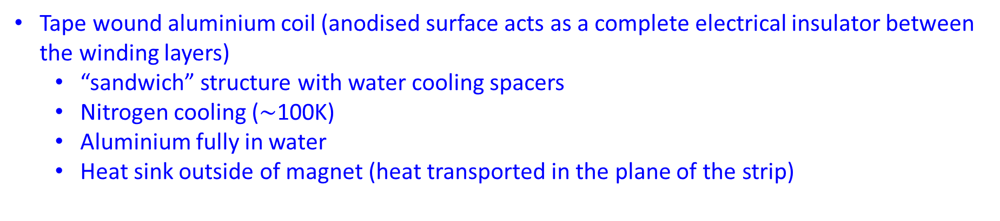 • Tape wound aluminium coil (anodised surface acts as a complete electrical insulator between
the winding layers)
• “sandwich” structure with water cooling spacers
• Nitrogen cooling (~100K)
• Aluminium fully in water
• Heat sink outside of magnet (heat transported in the plane of the strip)